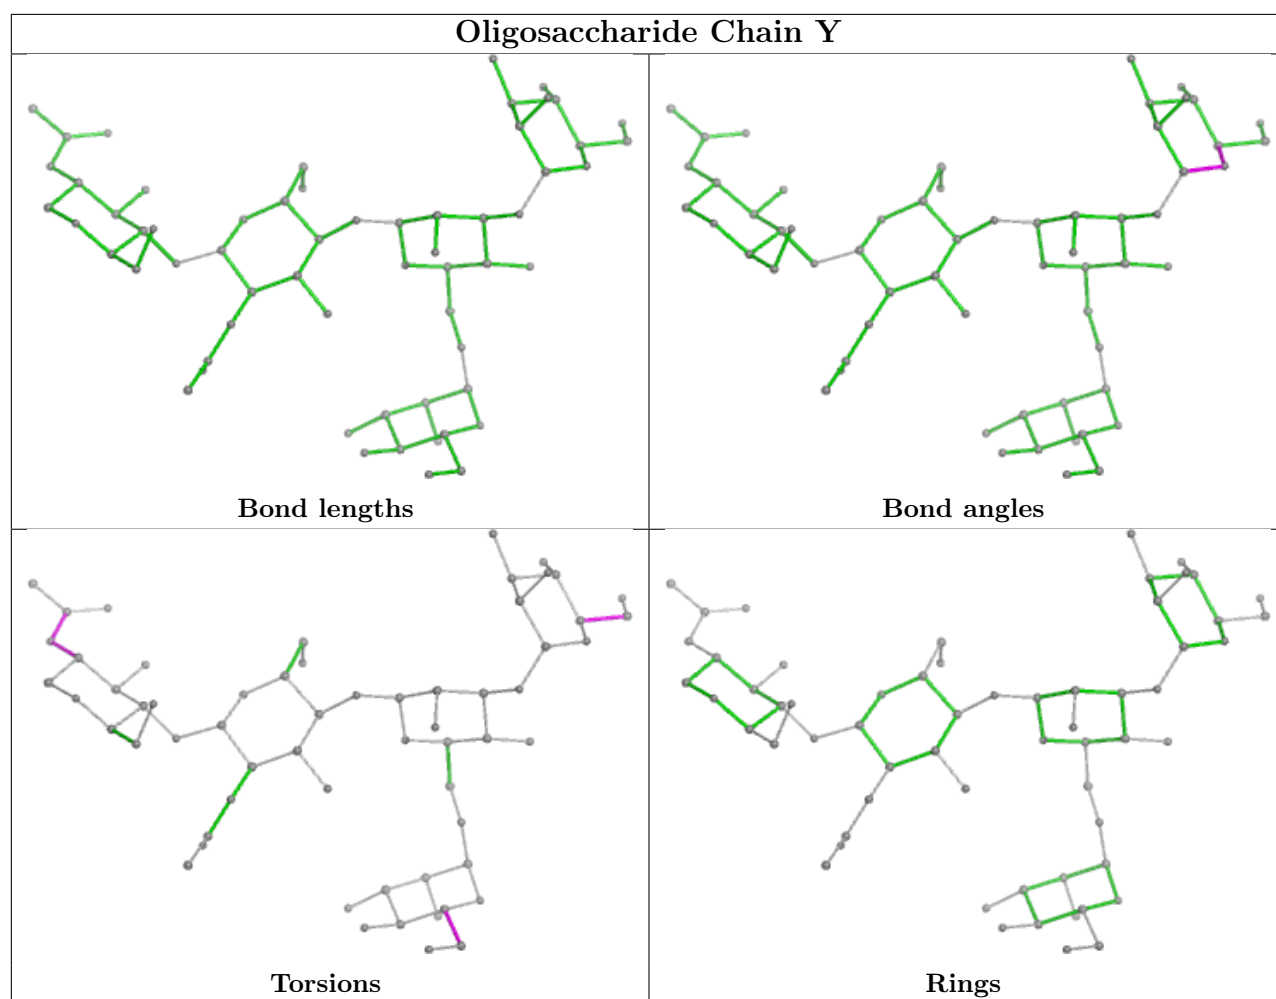 Oligosaccharide Chain Y
Bond lengths
Bond angles
Torsions
Rings